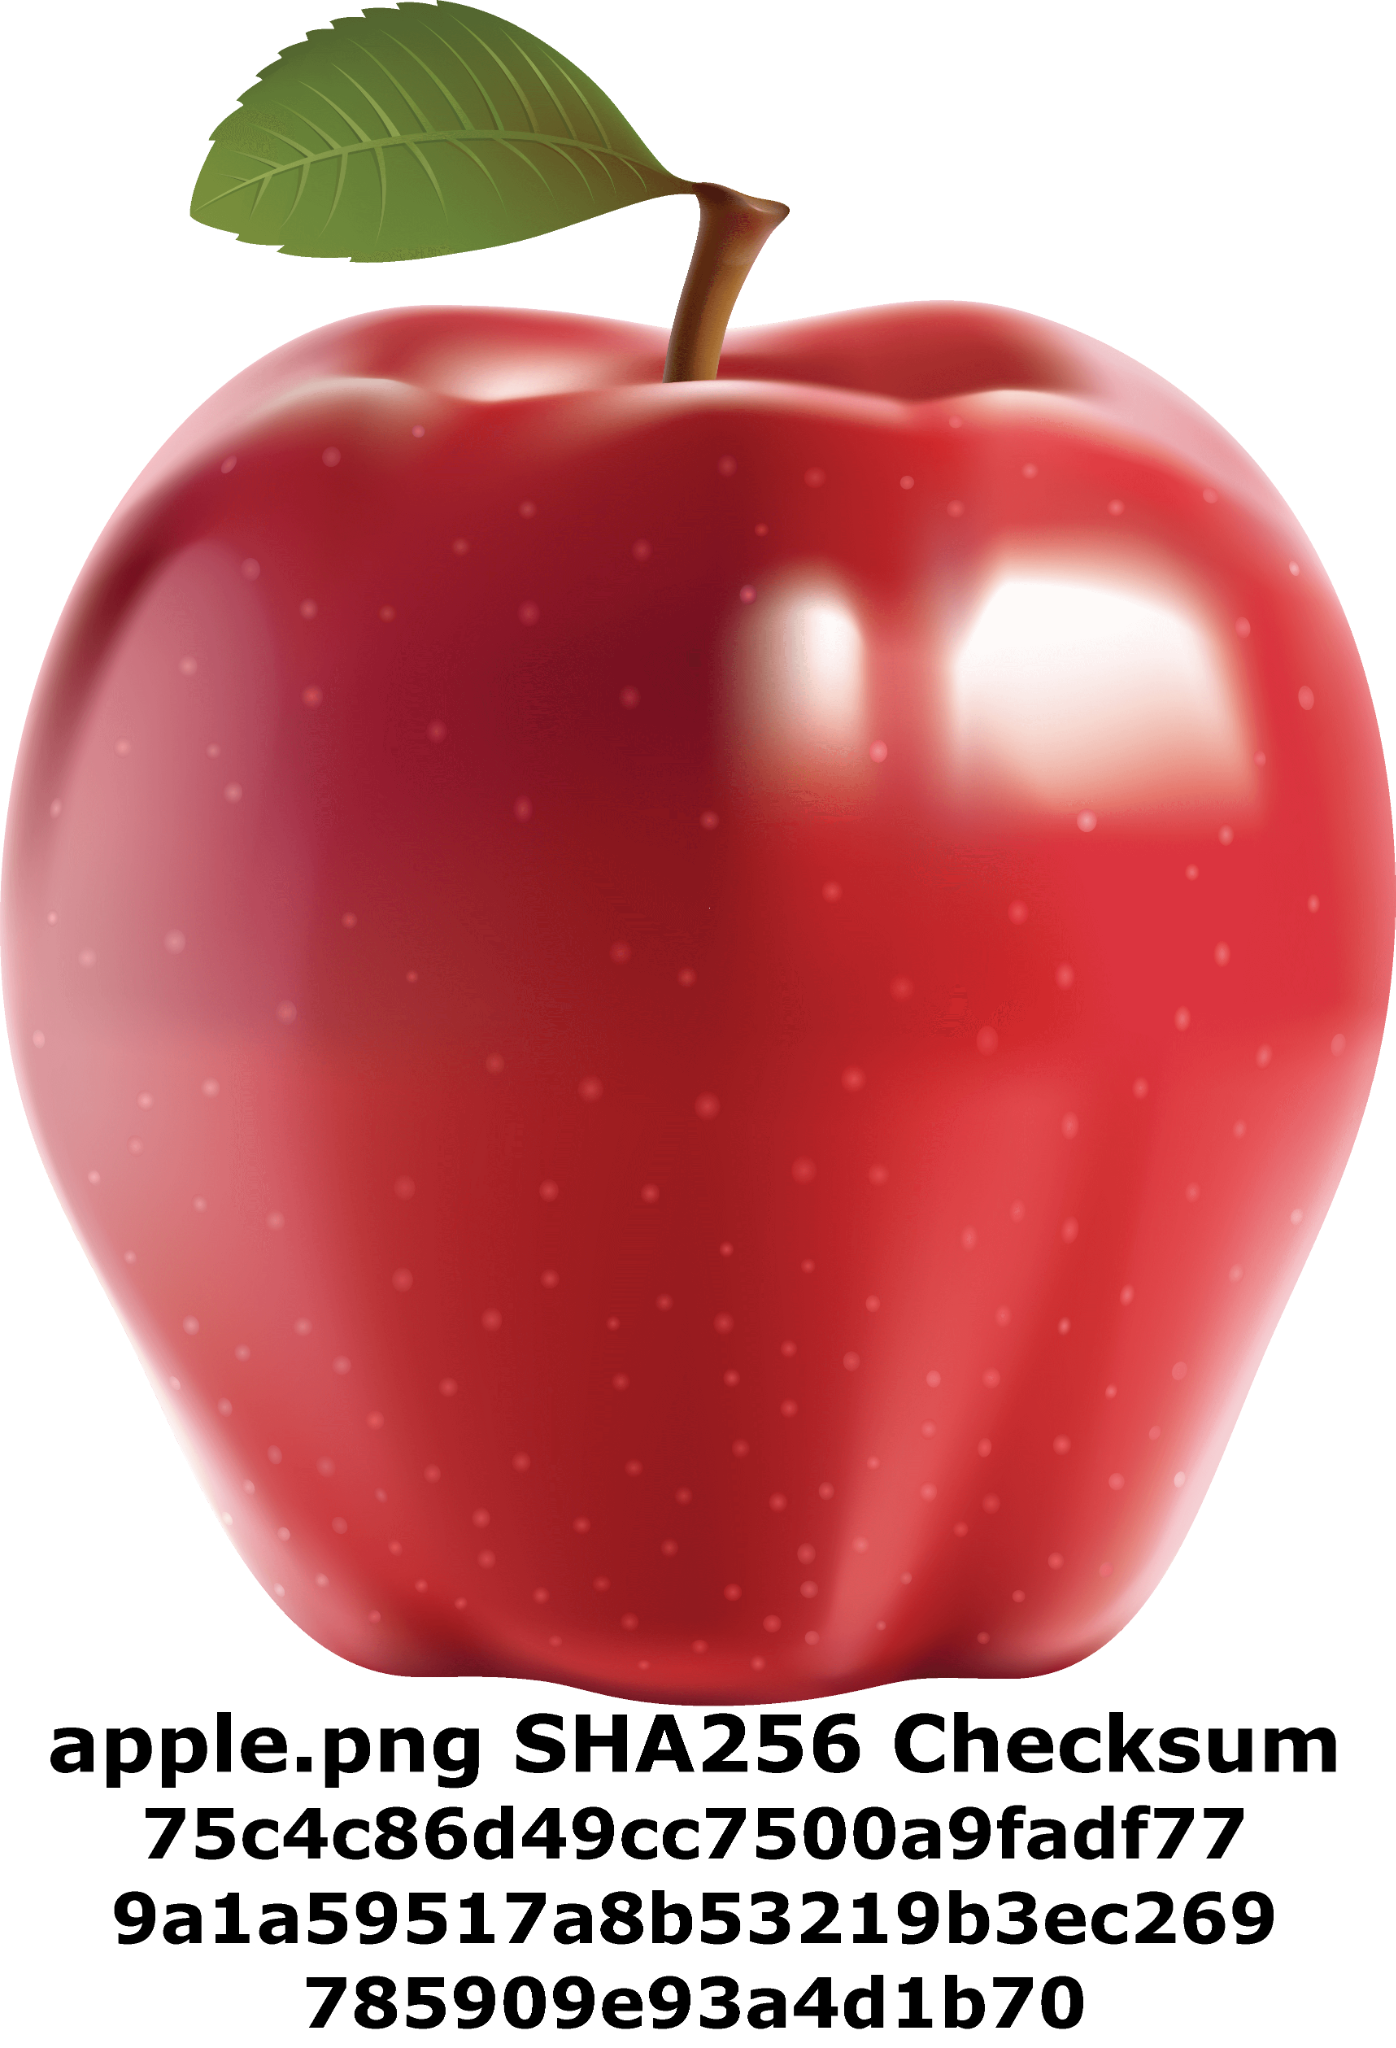 apple.png SHA256 Checksum
75c4c86d49cc7500a9fadf77
9a1a59517a8b53219b3ec269
785909e93a4d1b70